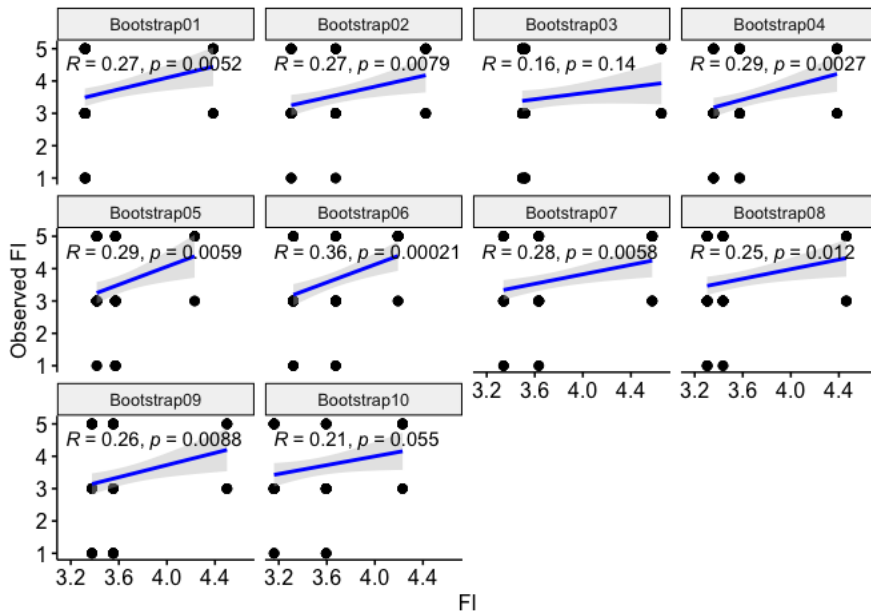 Bootstrap01 Bootstrap02 Bootstrap03 Bootstrap04
5
R = 0.27, p = 0.0052 R = 0.27, p = 0.0079 R = 0.16, p = 0.14 R = 0.29, p = 0.0027
4
3
2
1
Bootstrap05 Bootstrap06 Bootstrap07 Bootstrap08
5
R = 0.29, p = 0.0059 R = 0.36, p = 0.00021 R = 0.28, p = 0.0058 R = 0.25, p = 0.012
4
3
2
1
Observed FI
3.2 3.6 4.0 4.4 3.2 3.6 4.0 4.4
Bootstrap09 Bootstrap10
5
R = 0.26, p = 0.0088 R = 0.21, p = 0.055
4
3
2
1
3.2 3.6 4.0 4.4 3.2 3.6 4.0 4.4
FI